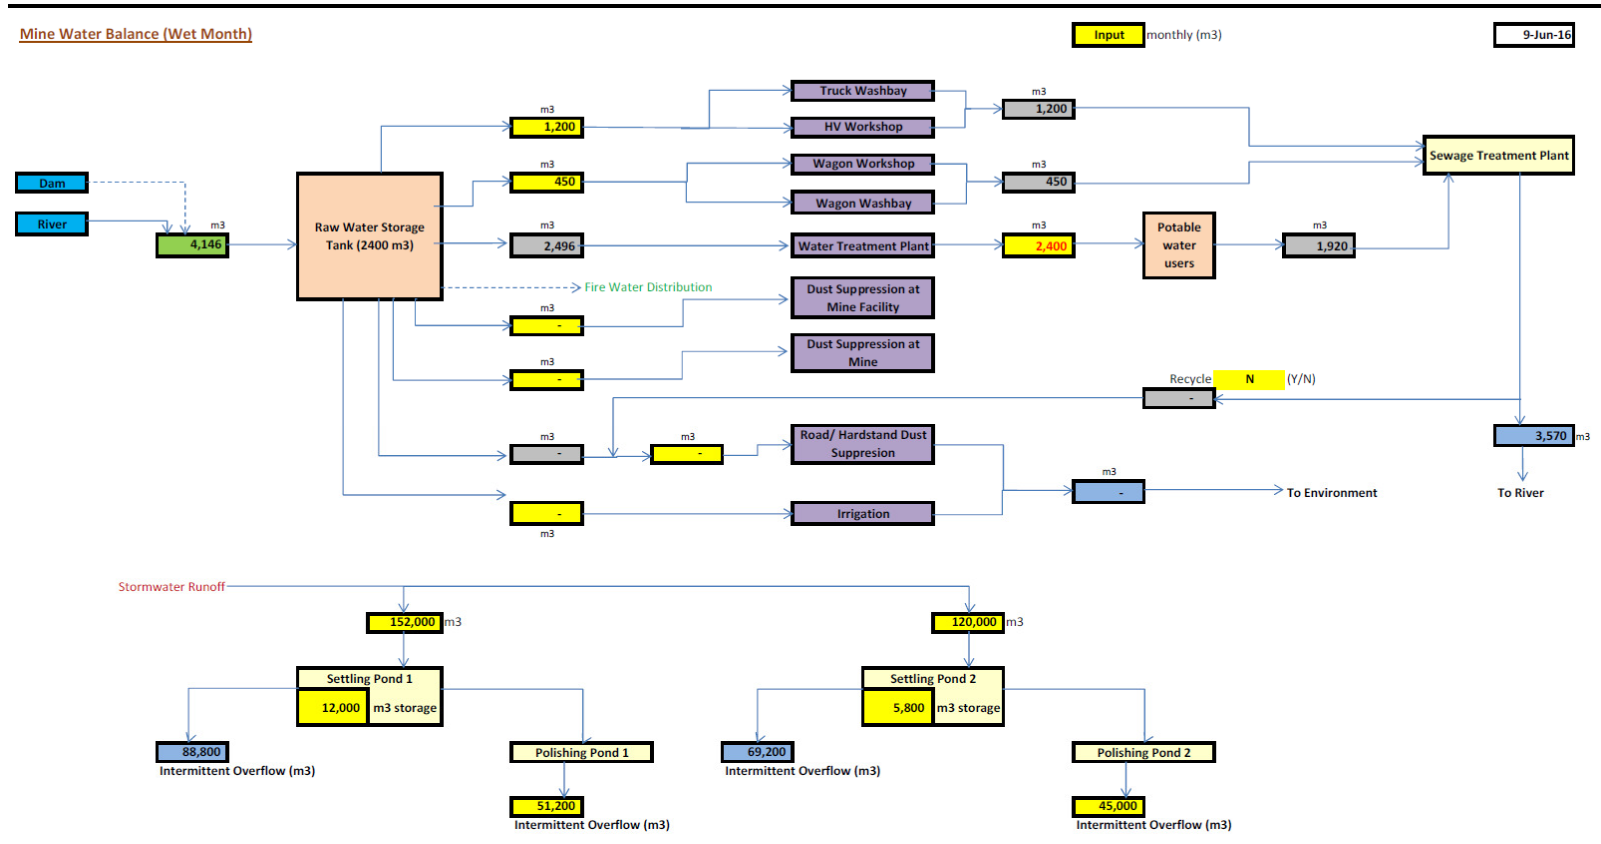 Mine Water Balance (Wet Month)
Input monthly (m3)
9-Jun-16
m3
1,200
Truck Washbay
HV Workshop
m3
1,200
m3
450
Wagon Workshop
Wagon Washbay
m3
450
Sewage Treatment Plant
Dam
River
m3
4,146
Raw Water Storage
Tank (2400 m3)
m3
2,496
Water Treatment Plant
m3
2,400
Potable
water
users
m3
1,920
Fire Water Distribution
m3
-
Dust Suppression at
Mine Facility
m3
-
Dust Suppression at
Mine
Recycle N (Y/N)
-
m3
-
m3
-
Road/ Hardstand Dust
Suppresion
3,570 m3
To River
m3
-
To Environment
-
m3
Irrigation
Stormwater Runoff
152,000 m3
120,000 m3
Settling Pond 1
12,000 m3 storage
Settling Pond 2
5,800 m3 storage
88,800
Intermittent Overflow (m3)
Polishing Pond 1
69,200
Intermittent Overflow (m3)
Polishing Pond 2
51,200
Intermittent Overflow (m3)
45,000
Intermittent Overflow (m3)